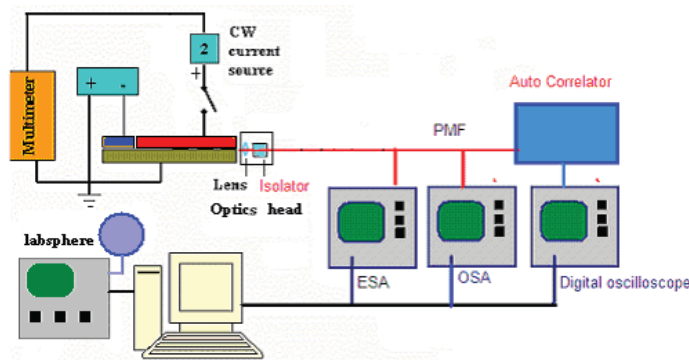 CW
current
source
2
+
+ -
Multimeter
Auto Correlator
PMF
Lens Isolator
Optics head
labsphere
ESA
OSA
Digital oscilloscope